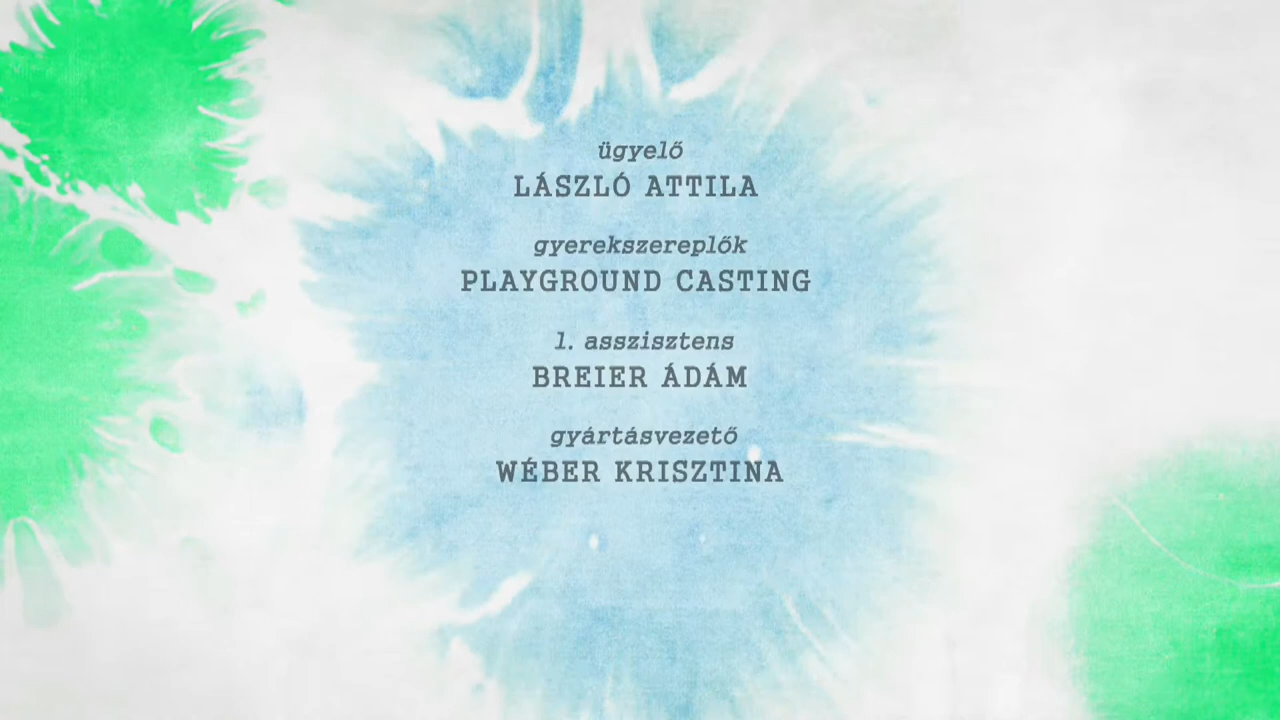 ügyelő
LÁSZLÓ ATTILA
gyerekszereplők
PLAYGROUND CASTING
1. asszisztens
BREIER ÁDÁM
gyártásvezető
WÉBER KRISZTINA